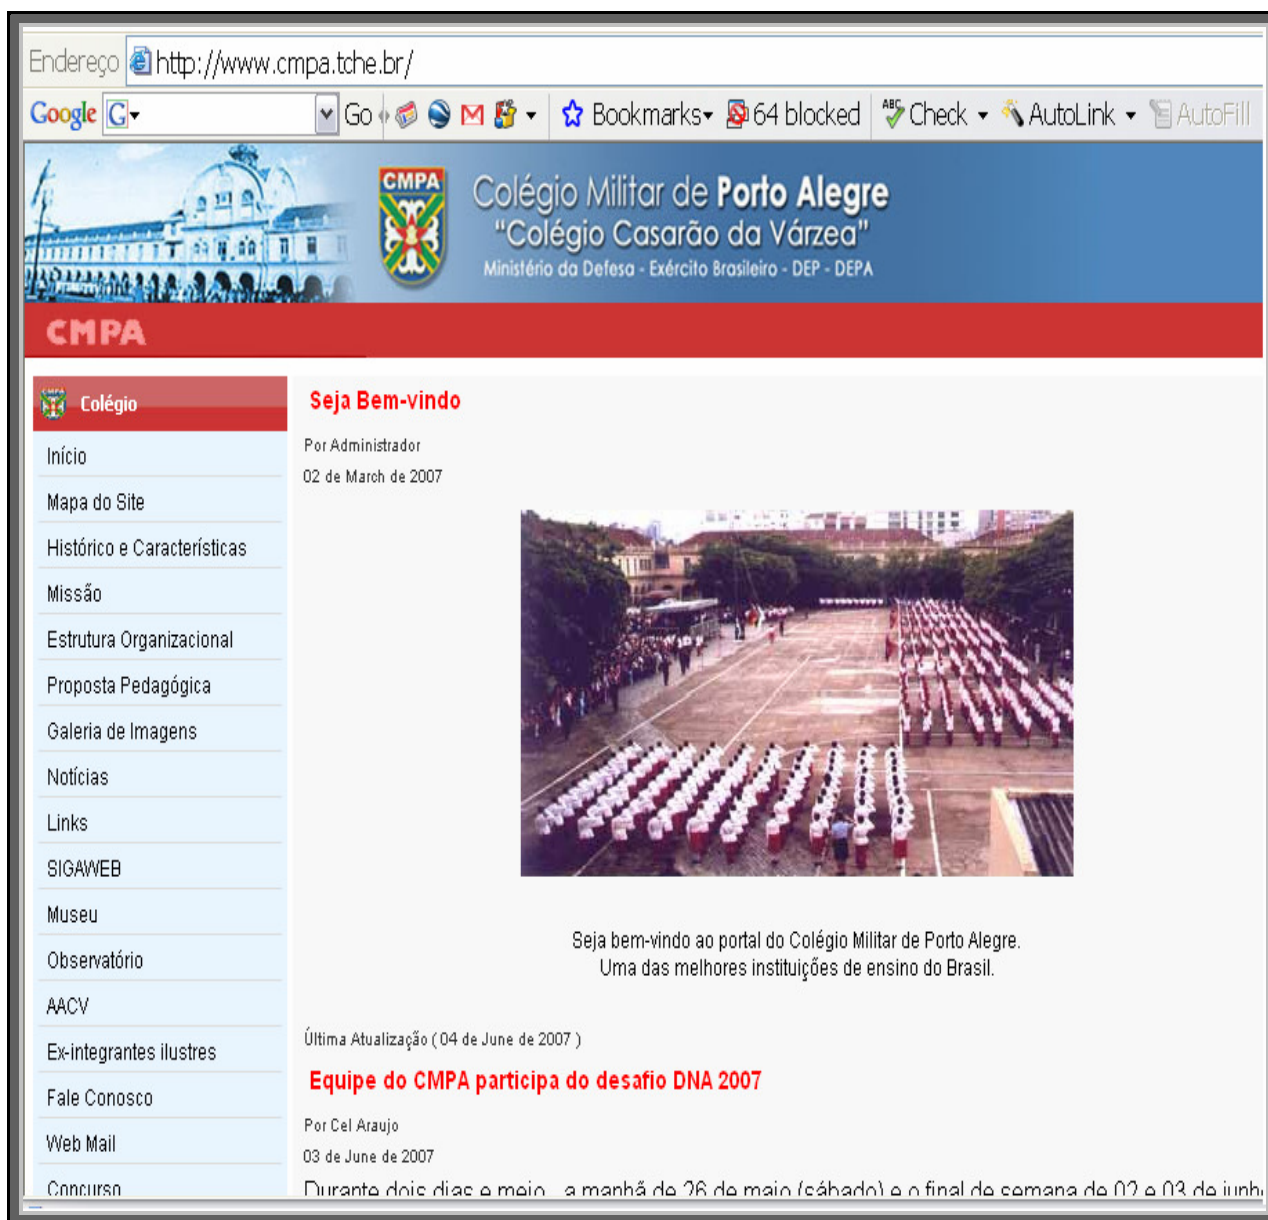 Endereço http://www.cmpa.tche.br/
Google G Go Bookmarks 64 blocked ABC Check AutoLink AutoFill
CMPA
Colégio Militar de Porto Alegre
"Colégio Casarão da Várzea"
Ministério da Defesa - Exército Brasileiro - DEP - DEPA
CMPA
Colégio
Início
Mapa do Site
Histórico e Características
Missão
Estrutura Organizacional
Proposta Pedagógica
Galeria de Imagens
Notícias
Links
SIGAWEB
Museu
Observatório
AACV
Ex-integrantes ilustres
Fale Conosco
Web Mail
Concurso
Seja Bem-vindo
Por Administrador
02 de March de 2007
Seja bem-vindo ao portal do Colégio Militar de Porto Alegre.
Uma das melhores instituições de ensino do Brasil.
Última Atualização ( 04 de June de 2007 )
Equipe do CMPA participa do desafio DNA 2007
Por Cel Araujo
03 de June de 2007
Durante dois dias e meio , a manhã de 26 de maio (sábado) e o final de semana de 02 e 03 de junho